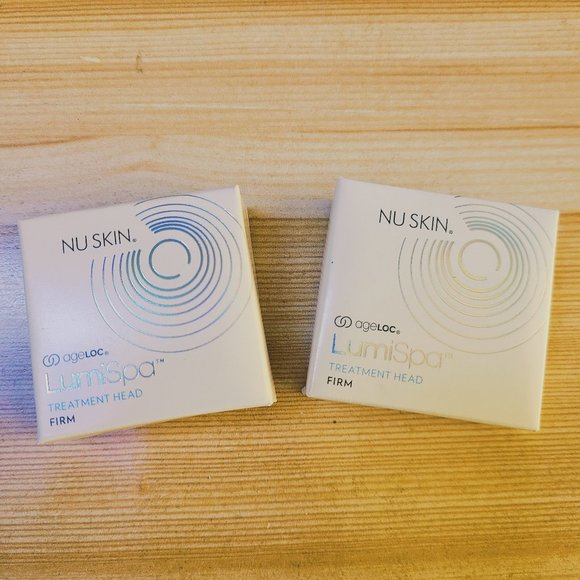 NU SKIN®
ageLOC®
LumiSpa™
TREATMENT HEAD
FIRM
NU SKIN®
ageLOC®
LumiSpa™
TREATMENT HEAD
FIRM